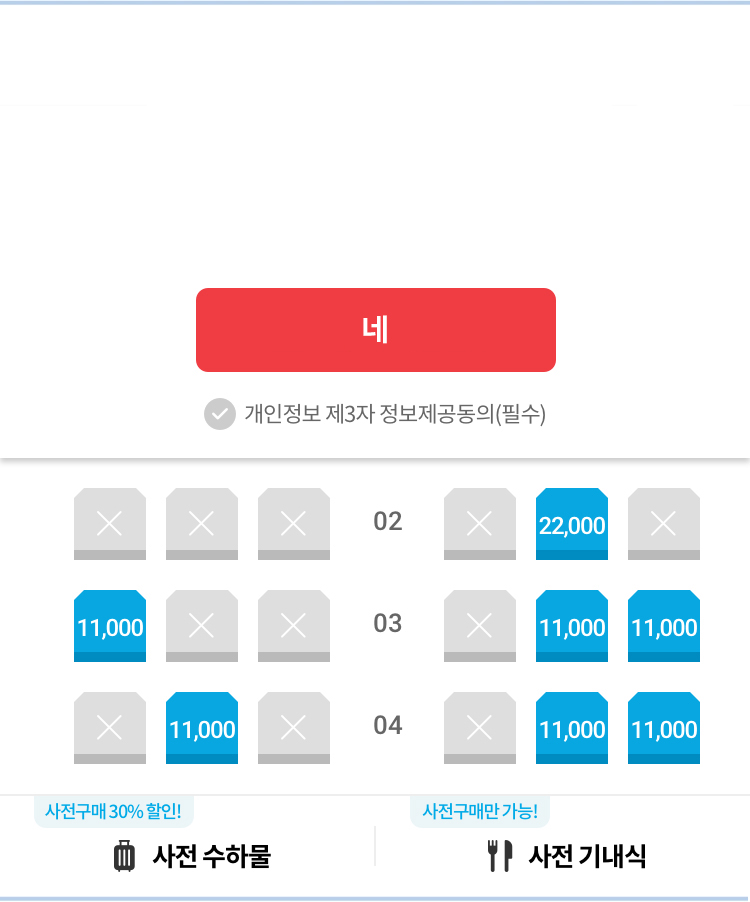 네
개인정보 제3자 정보제공동의(필수)
02 22,000
11,000 03 11,000 11,000
11,000 04 11,000 11,000
사전구매 30% 할인! 사전구매만 가능!
사전 수하물 사전 기내식